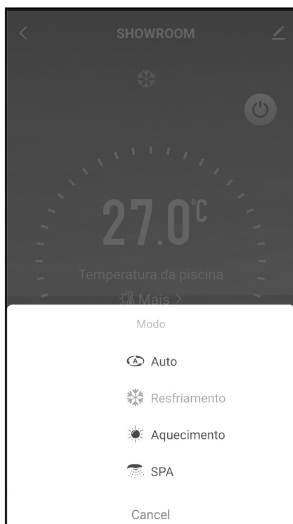 SHOWROOM
27.0°C
Temperatura da piscina
Mais >
Modo
A Auto
Resfriamento
Aquecimento
SPA
Cancel